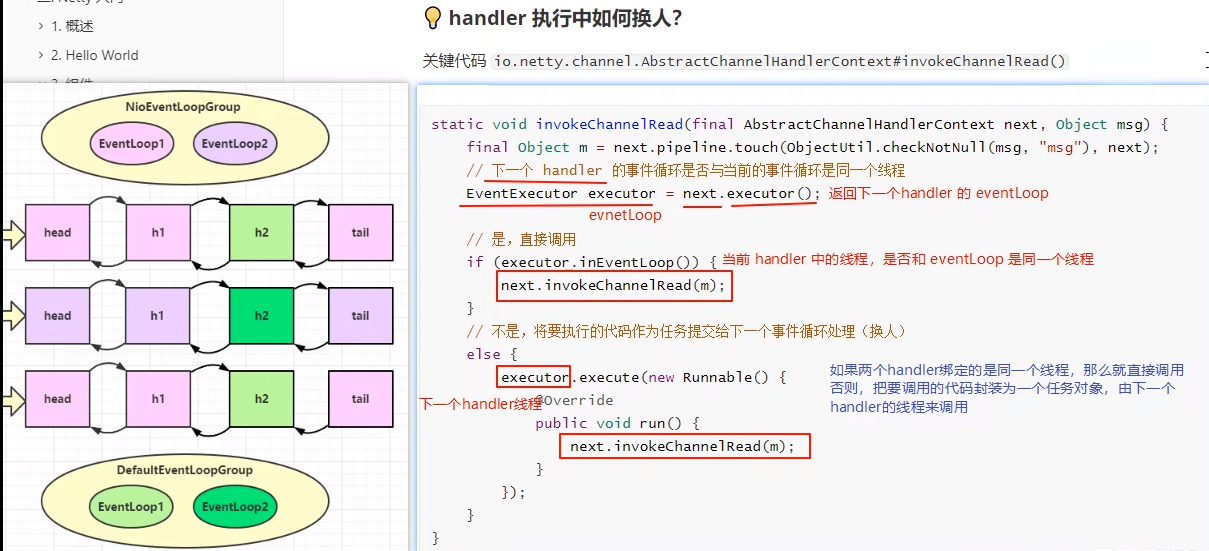 1. 概述
2. Hello World
handler 执行中如何换人？
关键代码 io.netty.channel.AbstractChannelHandlerContext#invokeChannelRead()
NioEventLoopGroup
EventLoop1
EventLoop2
head
h1
h2
tail
head
h1
h2
tail
head
h1
h2
tail
DefaultEventLoopGroup
EventLoop1
EventLoop2
static void invokeChannelRead(final AbstractChannelHandlerContext next, Object msg) {
final Object m = next.pipeline.touch(ObjectUtil.checkNotNull(msg, "msg"), next);
// 下一个 handler 的事件循环是否与当前的事件循环是同一个线程
EventExecutor executor = next.executor(); 返回下一个handler 的 eventLoop
evnetLoop
// 是，直接调用
if (executor.inEventLoop()) { 当前 handler 中的线程，是否和 eventLoop 是同一个线程
next.invokeChannelRead(m);
}
// 不是，将要执行的代码作为任务提交给下一个事件循环处理（换人）
else {
executor.execute(new Runnable() {
下一个handler线程
@Override
public void run() {
next.invokeChannelRead(m);
}
});
}
}
如果两个handler绑定的是同一个线程，那么就直接调用
否则，把要调用的代码封装为一个任务对象，由下一个
handler的线程来调用